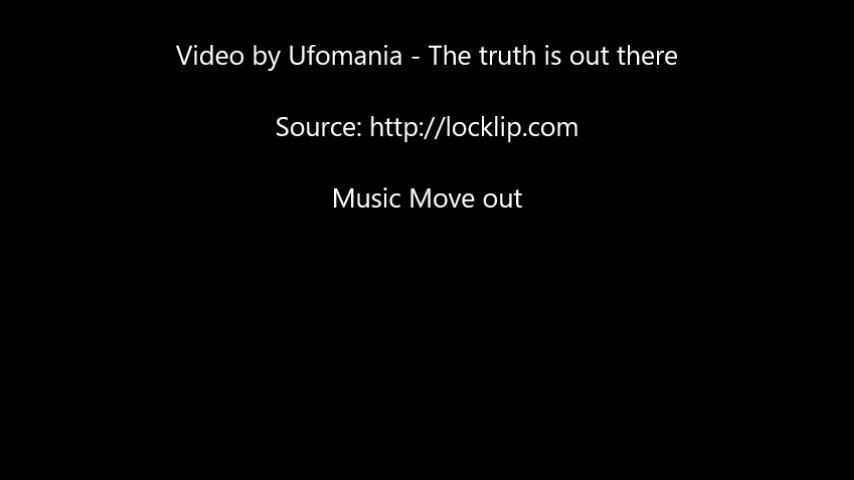 Video by Ufomania - The truth is out there
Source: http://locklip.com
Music Move out